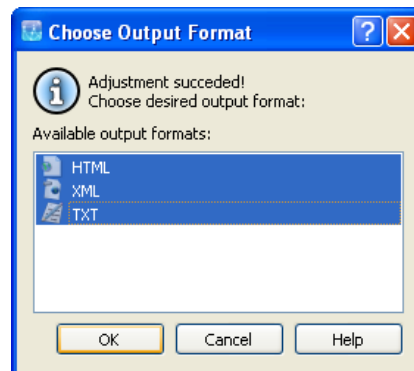 Choose Output Format
Adjustment succeded!
Choose desired output format:
Available output formats:
HTML
XML
TXT
OK Cancel Help